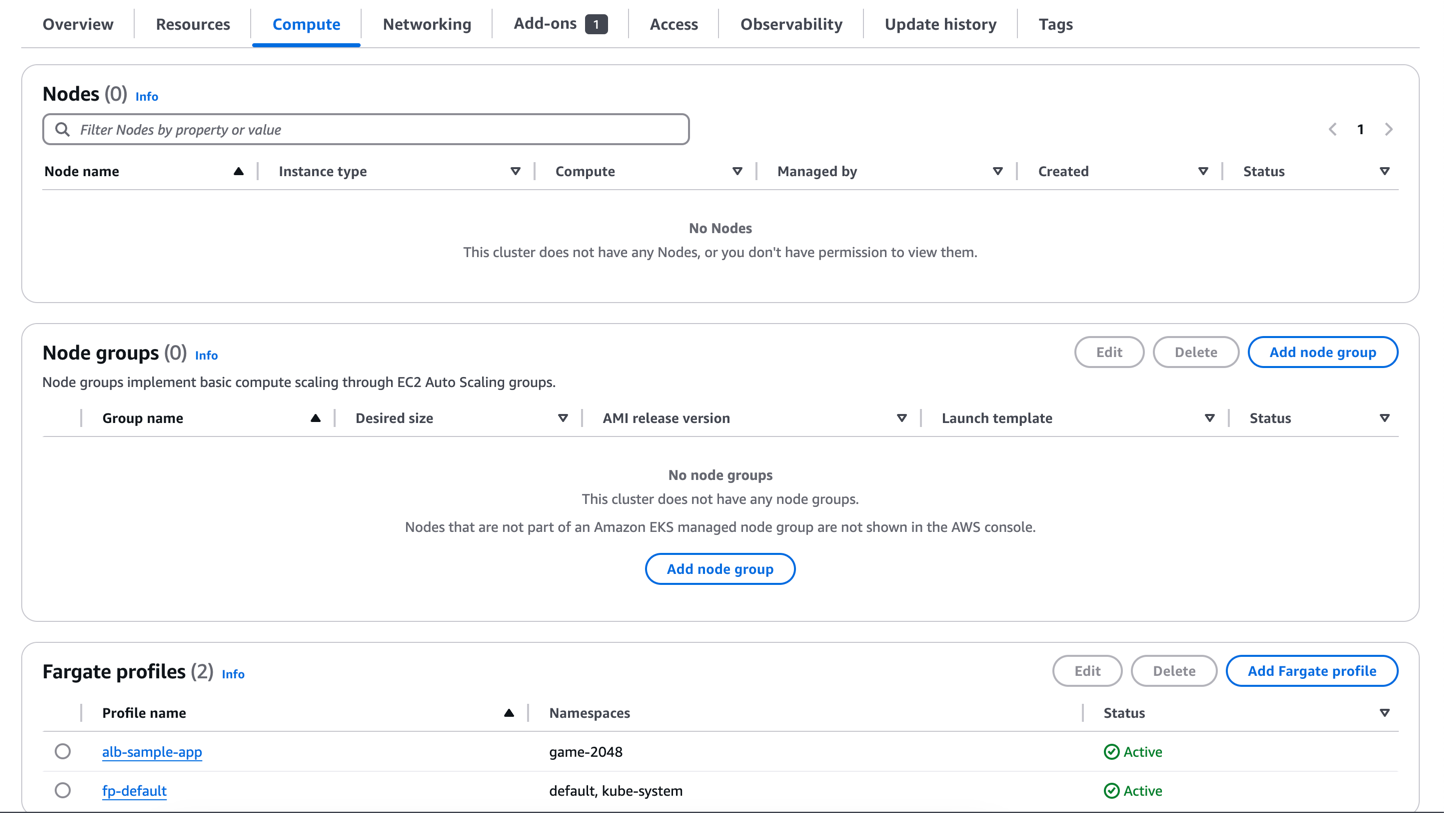 Overview Resources Compute Networking Add-ons 1 Access Observability Update history Tags
Nodes (0) Info
Filter Nodes by property or value
1
Node name Instance type Compute Managed by Created Status
No Nodes
This cluster does not have any Nodes, or you don't have permission to view them.
Node groups (0) Info
Edit Delete Add node group
Node groups implement basic compute scaling through EC2 Auto Scaling groups.
Group name Desired size AMI release version Launch template Status
No node groups
This cluster does not have any node groups.
Nodes that are not part of an Amazon EKS managed node group are not shown in the AWS console.
Add node group
Fargate profiles (2) Info
Edit Delete Add Fargate profile
Profile name Namespaces Status
alb-sample-app game-2048 Active
fp-default default, kube-system Active